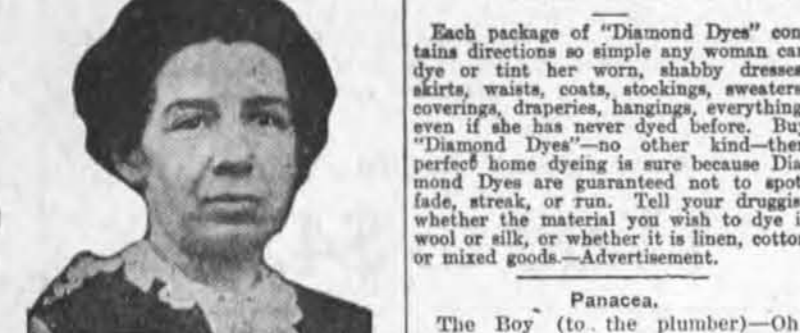 Each package of "Diamond Dyes" con
tains directions so simple any woman can
dye or tint her worn, shabby dresses
skirts, waists, coats, stockings, sweaters
coverings, draperies, hangings, everything
even if she has never dyed before. Buy
"Diamond Dyes"—no other kind—then
perfect home dyeing is sure because Dia
mond Dyes are guaranteed not to spot
fade, streak, or run. Tell your druggis
whether the material you wish to dye i
wool or silk, or whether it is linen, cotton
or mixed goods.—Advertisement.
Panacea.
The Boy (to the plumber)—Oh